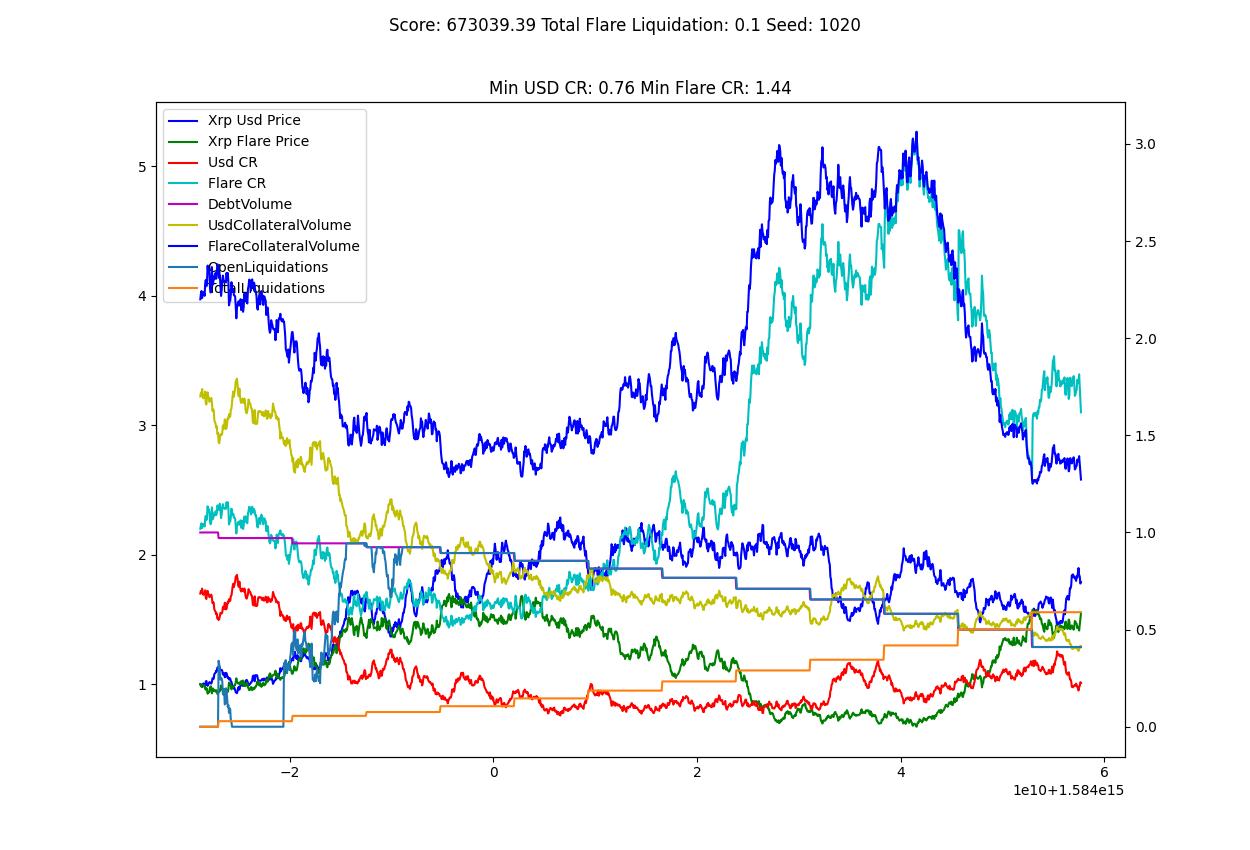 Score: 673039.39 Total Flare Liquidation: 0.1 Seed: 1020
Min USD CR: 0.76 Min Flare CR: 1.44
Xrp Usd Price
Xrp Flare Price
Usd CR
Flare CR
DebtVolume
UsdCollateralVolume
FlareCollateralVolume
OpenLiquidations
TotalLiquidations
5
4
3
2
1
3.0
2.5
2.0
1.5
1.0
0.5
0.0
−2
0
2
4
6
1e10+1.584e15